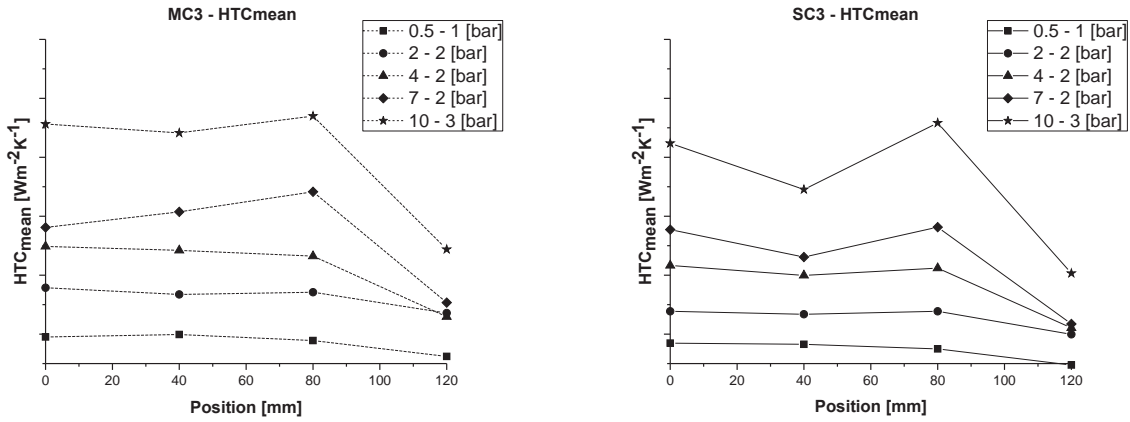 MC3 - HTCmean
0.5 - 1 [bar]
2 - 2 [bar]
4 - 2 [bar]
7 - 2 [bar]
10 - 3 [bar]
HTCmean [Wm-2K-1]
0 20 40 60 80 100 120
Position [mm]
SC3 - HTCmean
0.5 - 1 [bar]
2 - 2 [bar]
4 - 2 [bar]
7 - 2 [bar]
10 - 3 [bar]
HTCmean [Wm-2K-1]
0 20 40 60 80 100 120
Position [mm]